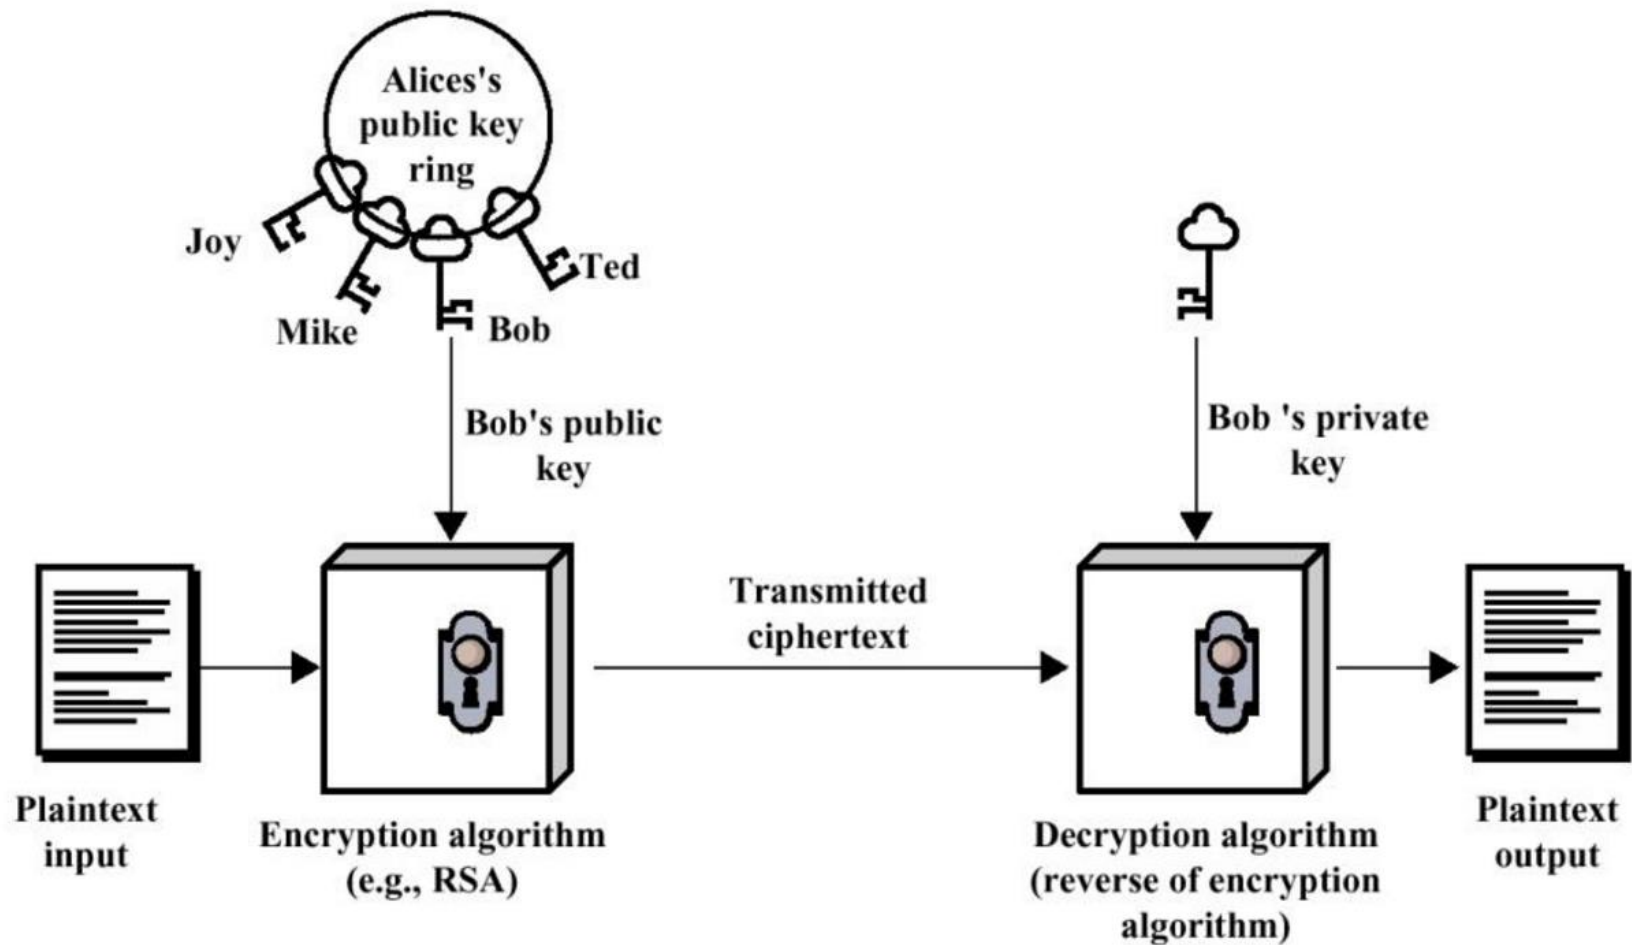 Alices's
public key
ring
Joy
Ted
Mike
Bob
Bob's public
key
Bob 's private
key
Transmitted
ciphertext
Plaintext
input
Encryption algorithm
(e.g., RSA)
Decryption algorithm
(reverse of encryption
algorithm)
Plaintext
output